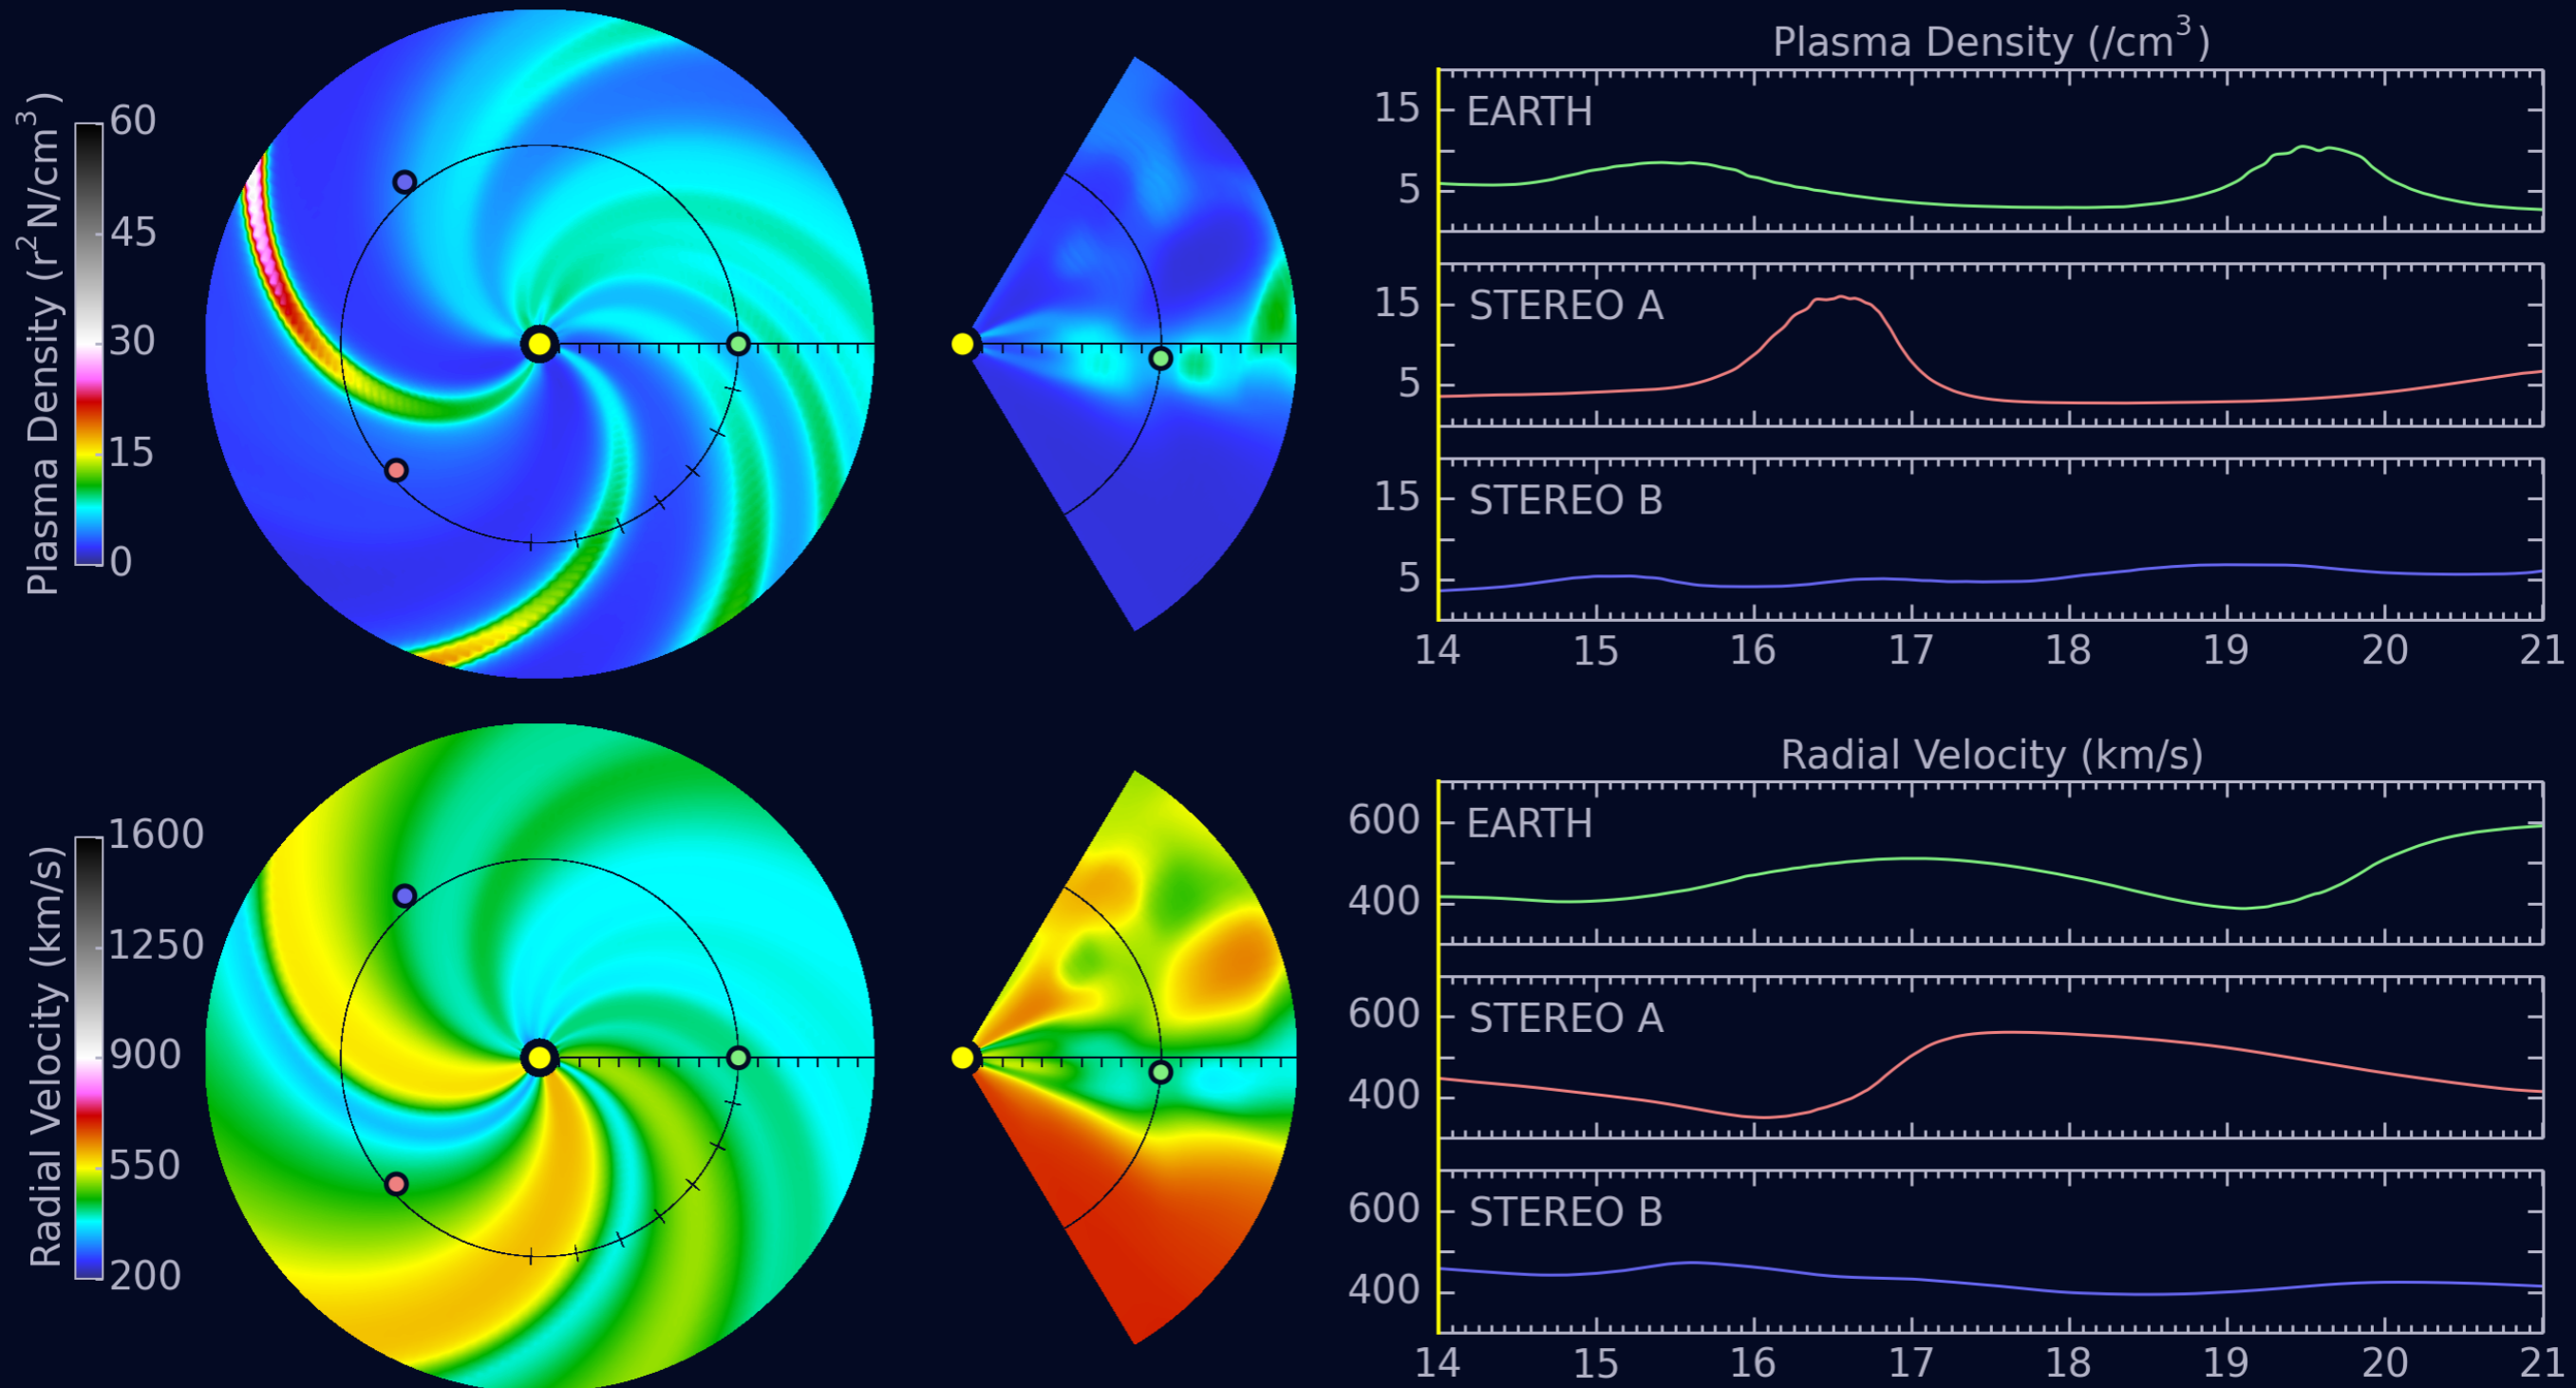 Plasma Density (r² N/cm³)
60
45
30
15
0
Plasma Density (/cm³)
15
5
EARTH
15
5
STEREO A
15
5
STEREO B
14 15 16 17 18 19 20 21
Radial Velocity (km/s)
1600
1250
900
550
200
Radial Velocity (km/s)
600
400
EARTH
600
400
STEREO A
600
400
STEREO B
14 15 16 17 18 19 20 21